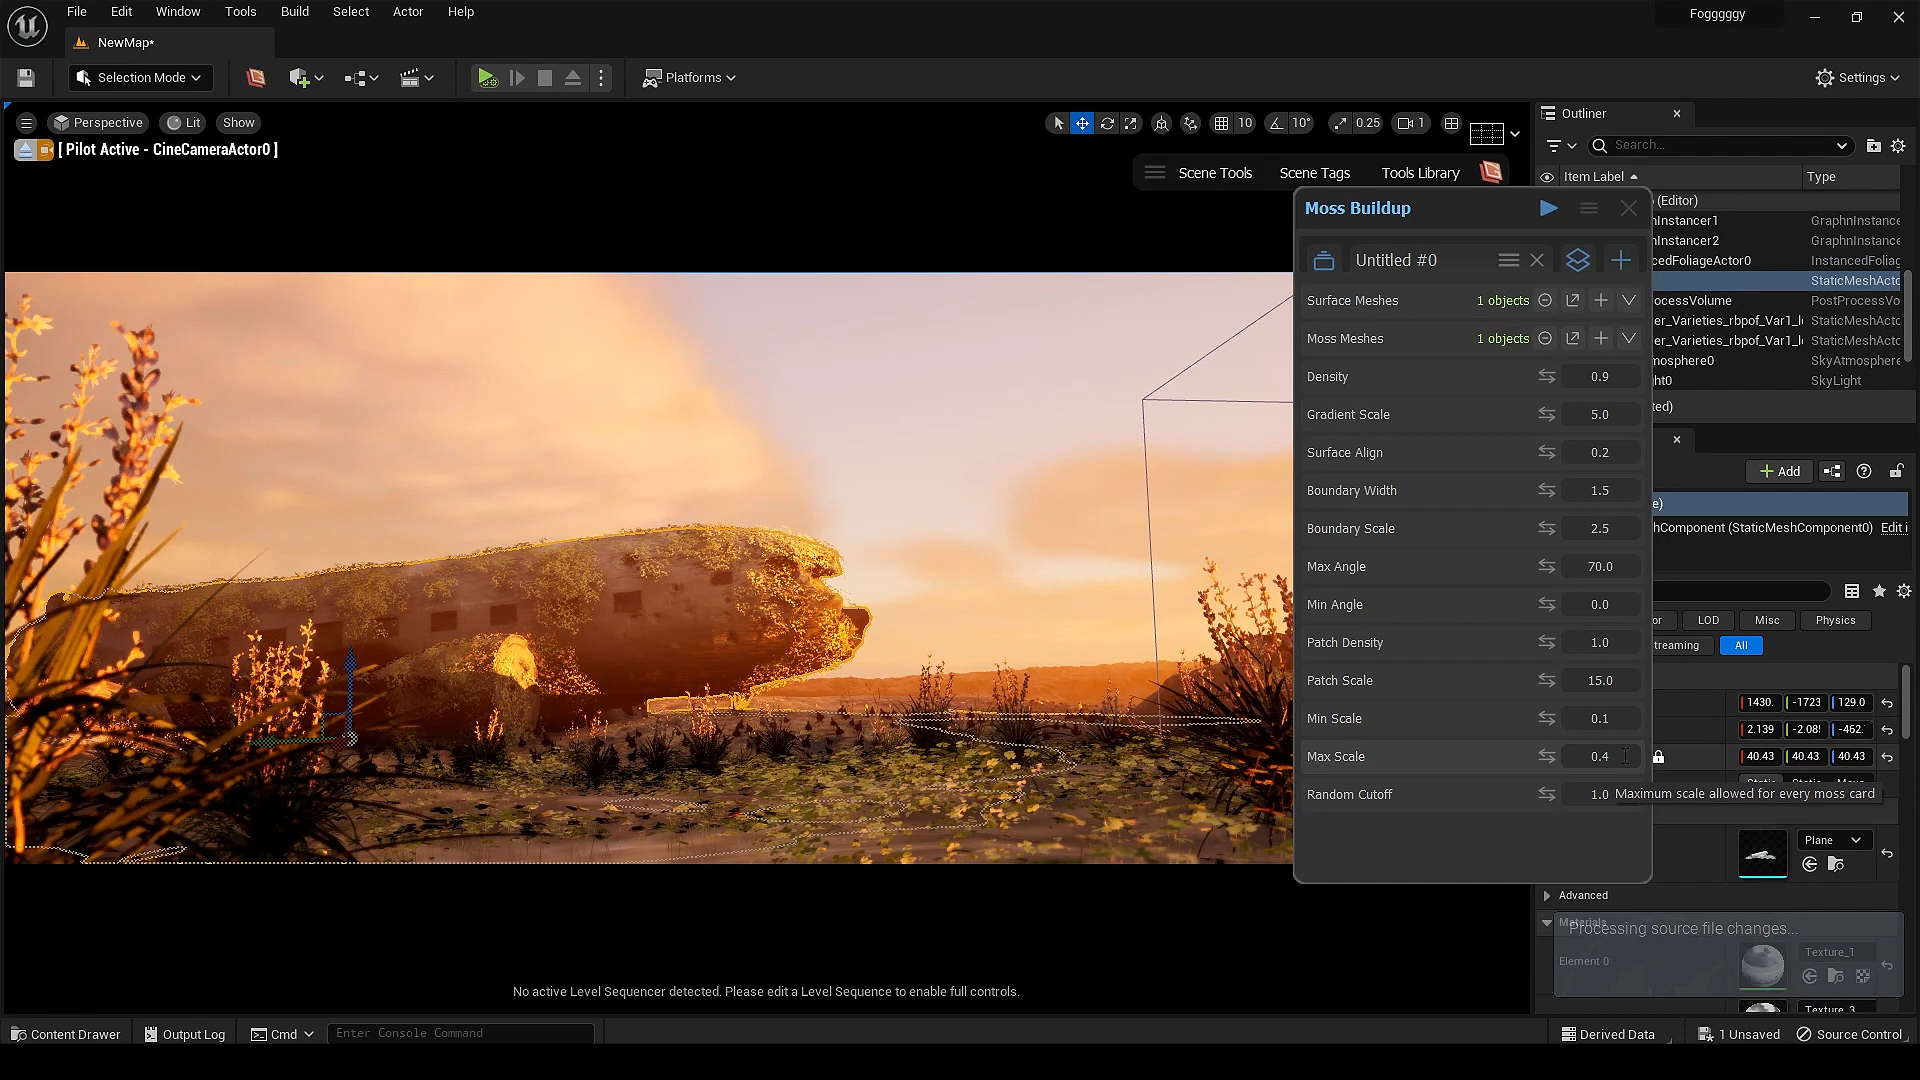 File Edit Window Tools Build Select Actor Help
Fogggggy
NewMap*
Selection Mode
Platforms
Settings
Perspective Lit Show
10 10° 0.25 1
[ Pilot Active - CineCameraActor0 ]
Scene Tools Scene Tags Tools Library
Outliner
Search...
Item Label Type
(Editor)
nInstancer1 GraphnInstance
nInstancer2 GraphnInstance
cedFoliageActor0 InstancedFoliag
StaticMeshActo
ocessVolume PostProcessVo
er_Varieties_rbpof_Var1_l StaticMeshActo
er_Varieties_rbpof_Var1_l StaticMeshActo
mosphere0 SkyAtmosphere
ht0 SkyLight
ted)
Moss Buildup
Untitled #0
Surface Meshes 1 objects
Moss Meshes 1 objects
Density 0.9
Gradient Scale 5.0
Surface Align 0.2
Boundary Width 1.5
Boundary Scale 2.5
Max Angle 70.0
Min Angle 0.0
Patch Density 1.0
Patch Scale 15.0
Min Scale 0.1
Max Scale 0.4
Random Cutoff 1.0
Maximum scale allowed for every moss card
Add
e)
hComponent (StaticMeshComponent0) Edit i
or LOD Misc Physics
treaming All
1430. -1723 129.0
2.139 -2.08 -462.
40.43 40.43 40.43
Plane
Advanced
Materials
Processing source file changes...
Element 0 Texture_1
Texture_3
No active Level Sequencer detected. Please edit a Level Sequence to enable full controls.
Content Drawer Output Log Cmd Enter Console Command
Derived Data 1 Unsaved Source Control